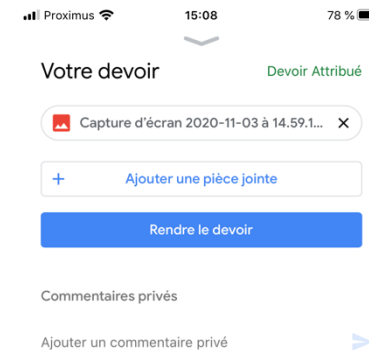 Proximus 15:08 78 %
Votre devoir Devoir Attribué
Capture d'écran 2020-11-03 à 14.59.1...
Ajouter une pièce jointe
Rendre le devoir
Commentaires privés
Ajouter un commentaire privé